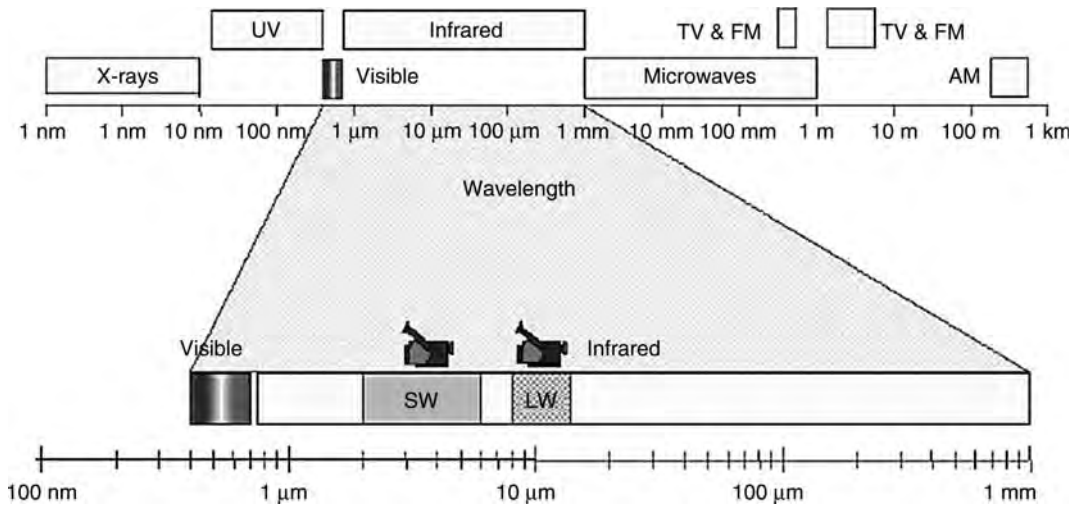 UV Infrared TV & FM TV & FM
X-rays Visible Microwaves AM
1 nm 1 nm 10 nm 100 nm 1 µm 10 µm 100 µm 1 mm 10 mm 100 mm 1 m 10 m 100 m 1 km
Wavelength
Visible Infrared
SW LW
100 nm 1 µm 10 µm 100 µm 1 mm